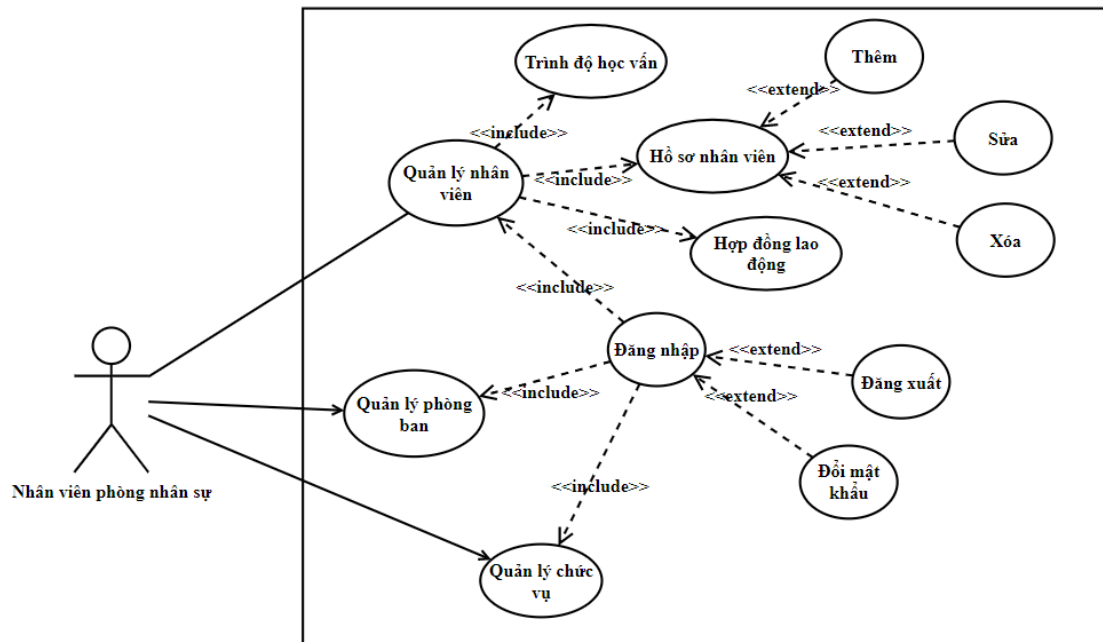 Trình độ học vấn
Thêm
<<extend>>
<<include>>
<<extend>>
Sửa
Hồ sơ nhân viên
Quản lý nhân
viên
<<include>>
<<extend>>
<<include>>
Hợp đồng lao
động
Xóa
<<include>>
Đăng nhập
<<extend>>
Đăng xuất
<<include>>
<<extend>>
Quản lý phòng
ban
Đổi mật
khẩu
<<include>>
Nhân viên phòng nhân sự
Quản lý chức
vụ